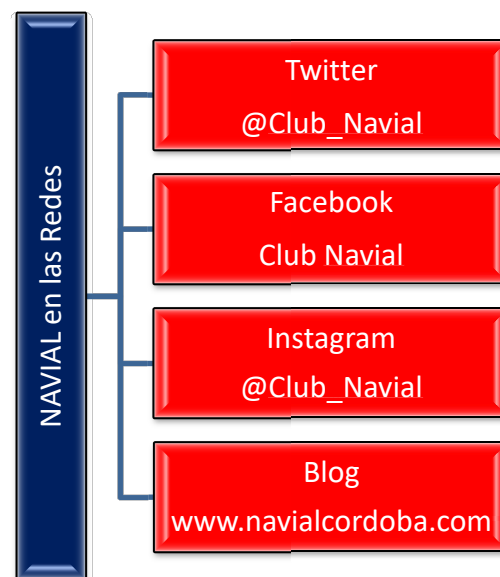 NAVIAL en las Redes
Twitter
@Club_Navial
Facebook
Club Navial
Instagram
@Club_Navial
Blog
www.navialcordoba.com